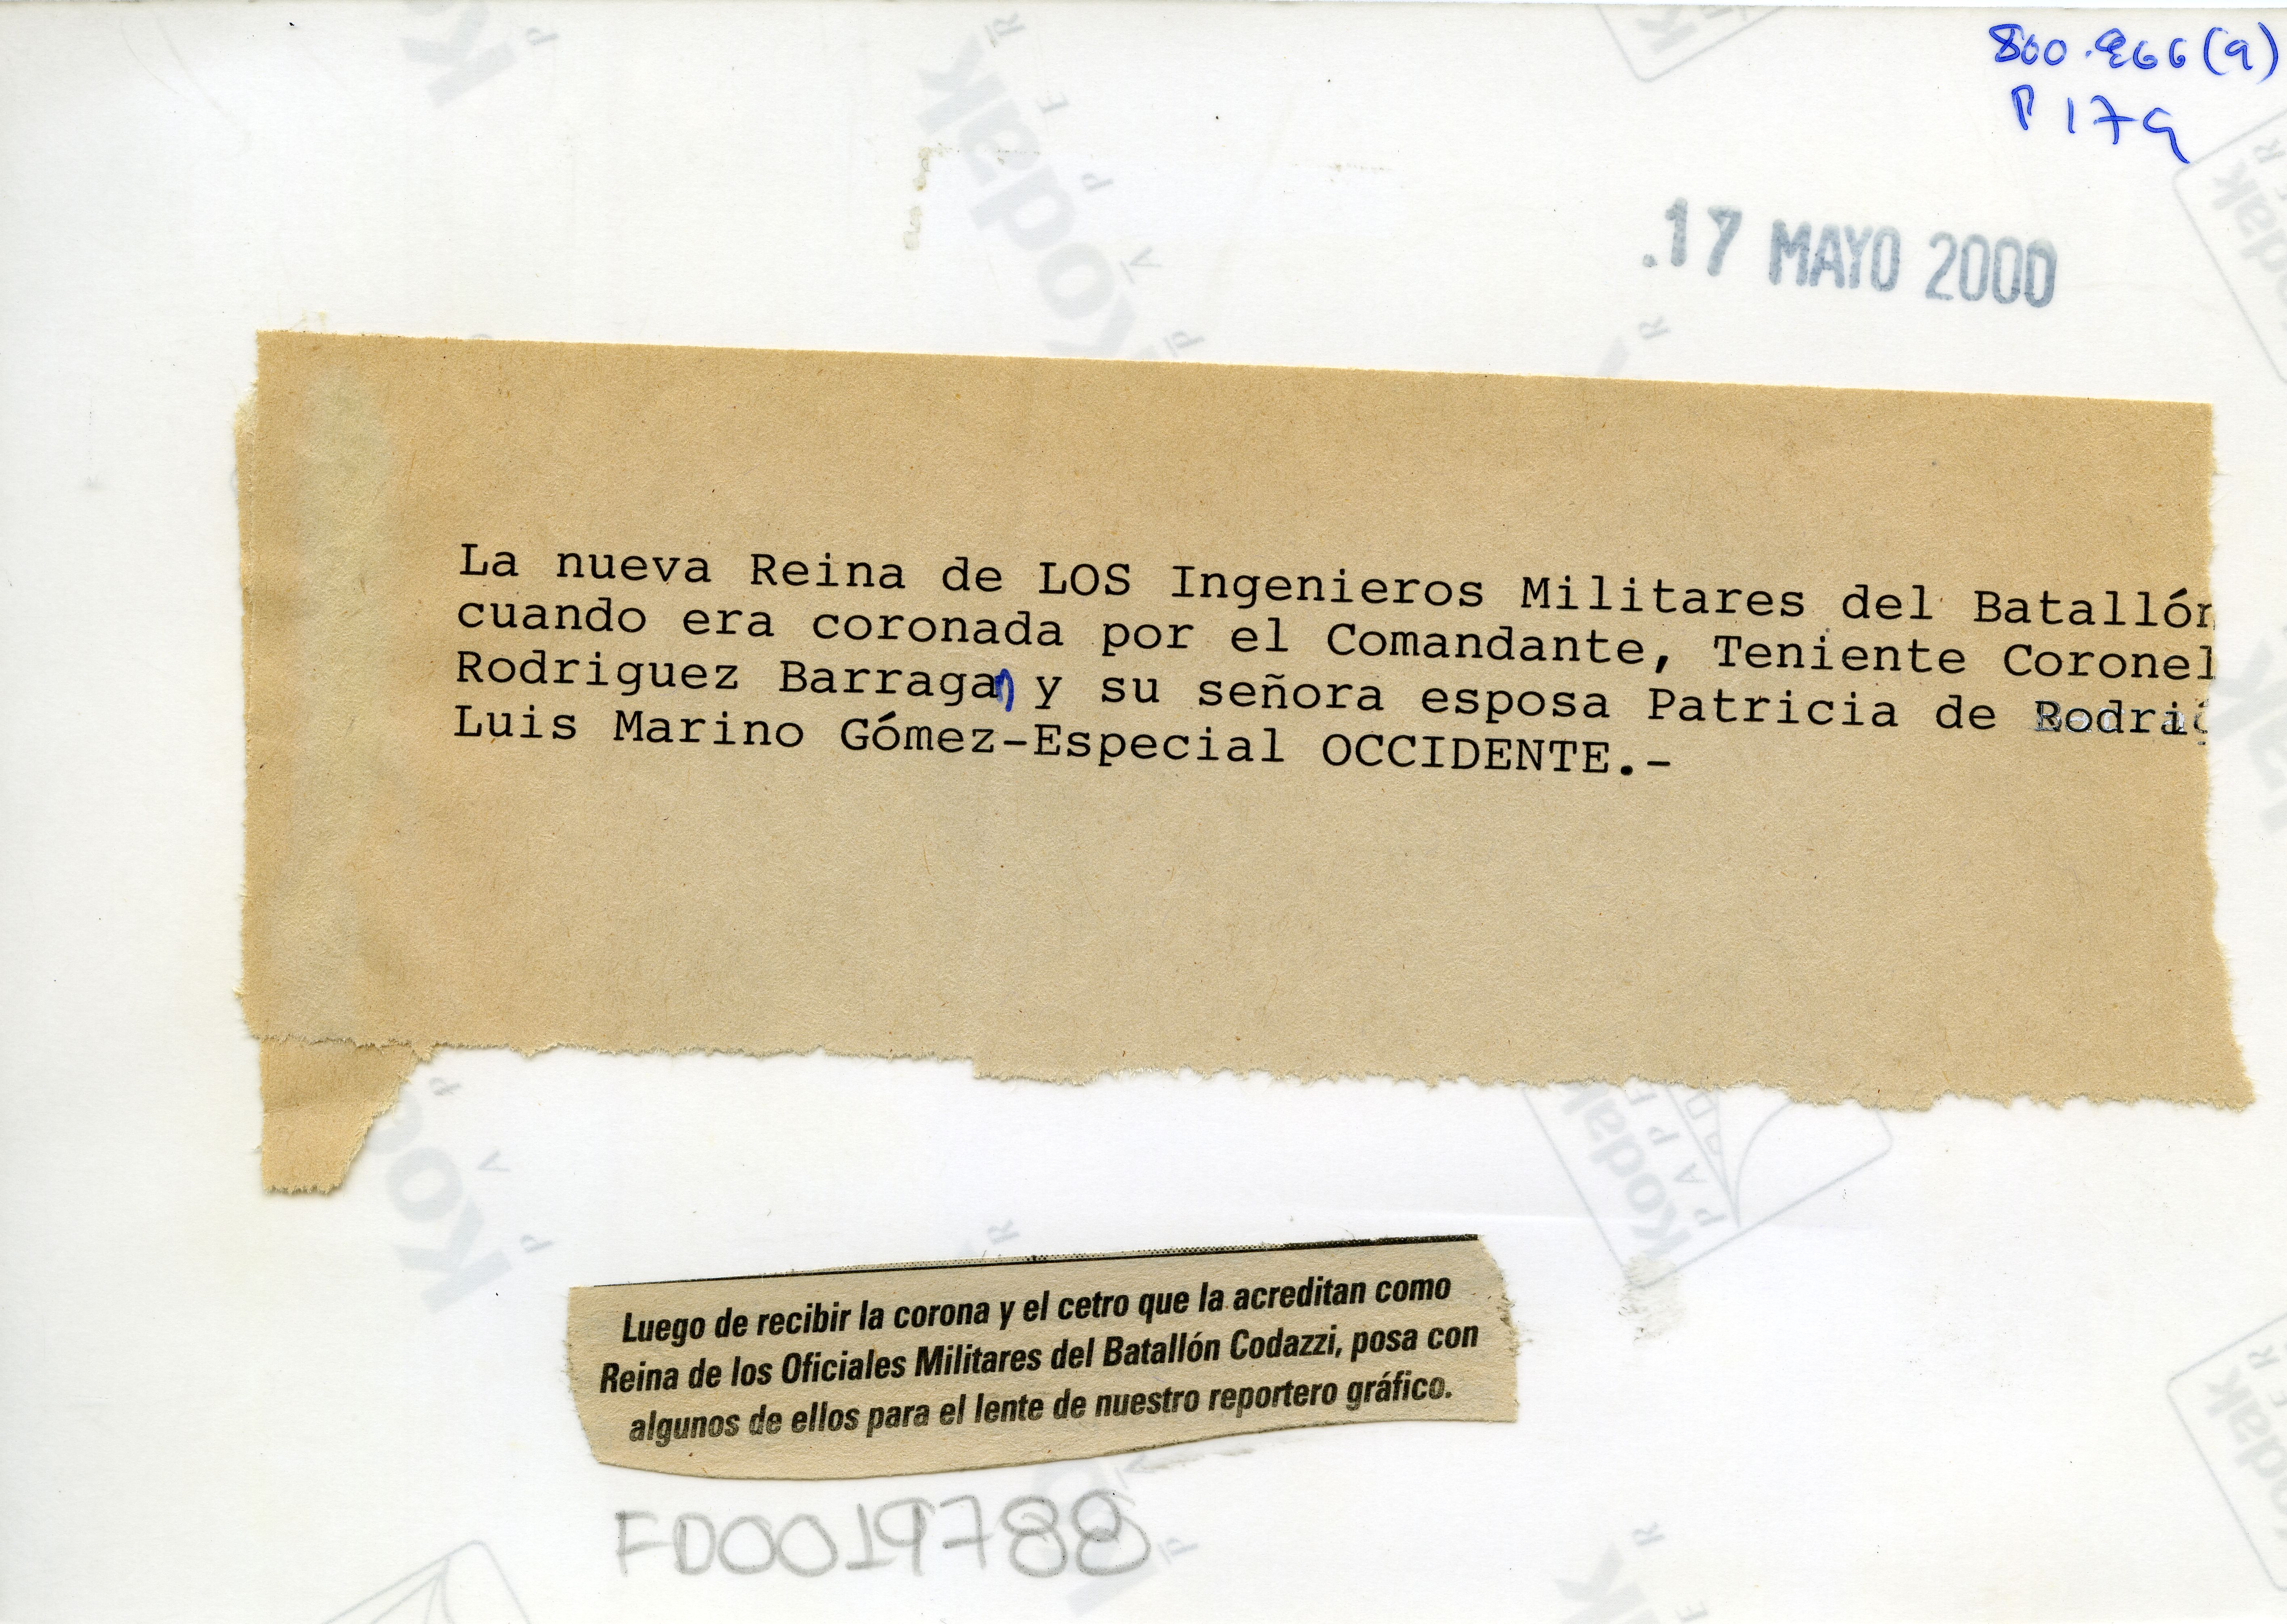 800.866(9)
P 179
17 MAYO 2000
La nueva Reina de LOS Ingenieros Militares del Batallón
cuando era coronada por el Comandante, Teniente Coronel
Rodriguez Barragan y su señora esposa Patricia de
Luis Marino Gómez-Especial OCCIDENTE.-
Luego de recibir la corona y el cetro que la acreditan como
Reina de los Oficiales Militares del Batallón Codazzi, posa con
algunos de ellos para el lente de nuestro reportero gráfico.
FD0019788